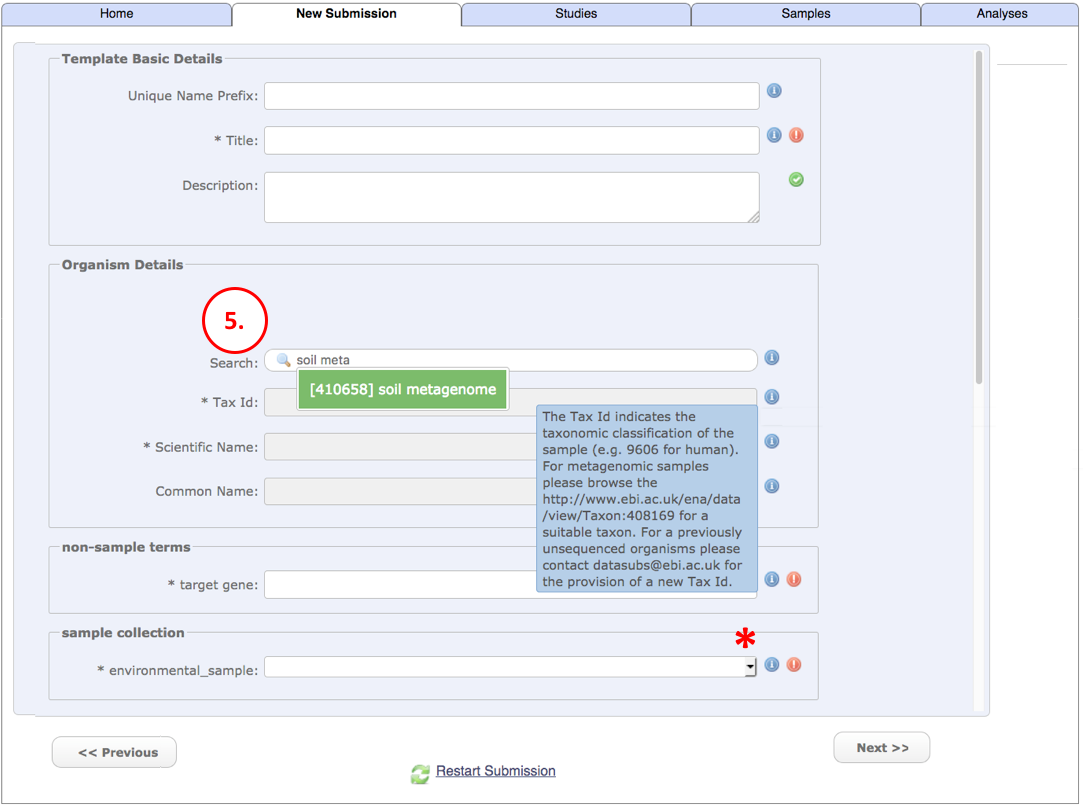 Home
New Submission
Studies
Samples
Analyses
Template Basic Details
Unique Name Prefix:
* Title:
Description:
Organism Details
5.
Search:
soil meta
[410658] soil metagenome
* Tax Id:
The Tax Id indicates the
taxonomic classification of the
sample (e.g. 9606 for human).
For metagenomic samples
please browse the
http://www.ebi.ac.uk/ena/data
/view/Taxon:408169 for a
suitable taxon. For a previously
unsequenced organisms please
contact datasubs@ebi.ac.uk for
the provision of a new Tax Id.
* Scientific Name:
Common Name:
non-sample terms
* target gene:
sample collection
*
* environmental_sample:
<< Previous
Next >>
Restart Submission